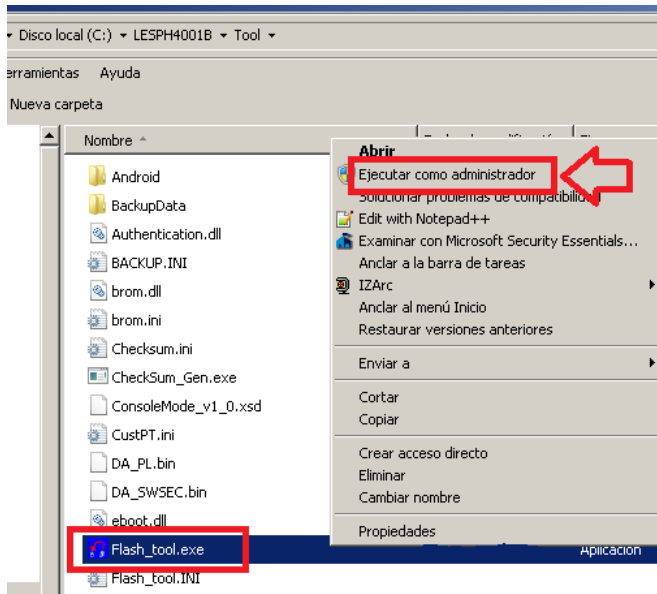 Disco local (C:) LESPH4001B Tool
erramientas Ayuda
Nueva carpeta
Nombre
Android
BackupData
Authentication.dll
BACKUP.INI
brom.dll
brom.ini
Checksum.ini
CheckSum_Gen.exe
ConsoleMode_v1_0.xsd
CustPT.ini
DA_PL.bin
DA_SWSEC.bin
eboot.dll
Flash_tool.exe
Aplicación
Flash_tool.INI
Abrir
Ejecutar como administrador
Solucionar problemas de compatibilidad
Edit with Notepad++
Examinar con Microsoft Security Essentials...
Anclar a la barra de tareas
IZArc
Anclar al menú Inicio
Restaurar versiones anteriores
Enviar a
Cortar
Copiar
Crear acceso directo
Eliminar
Cambiar nombre
Propiedades